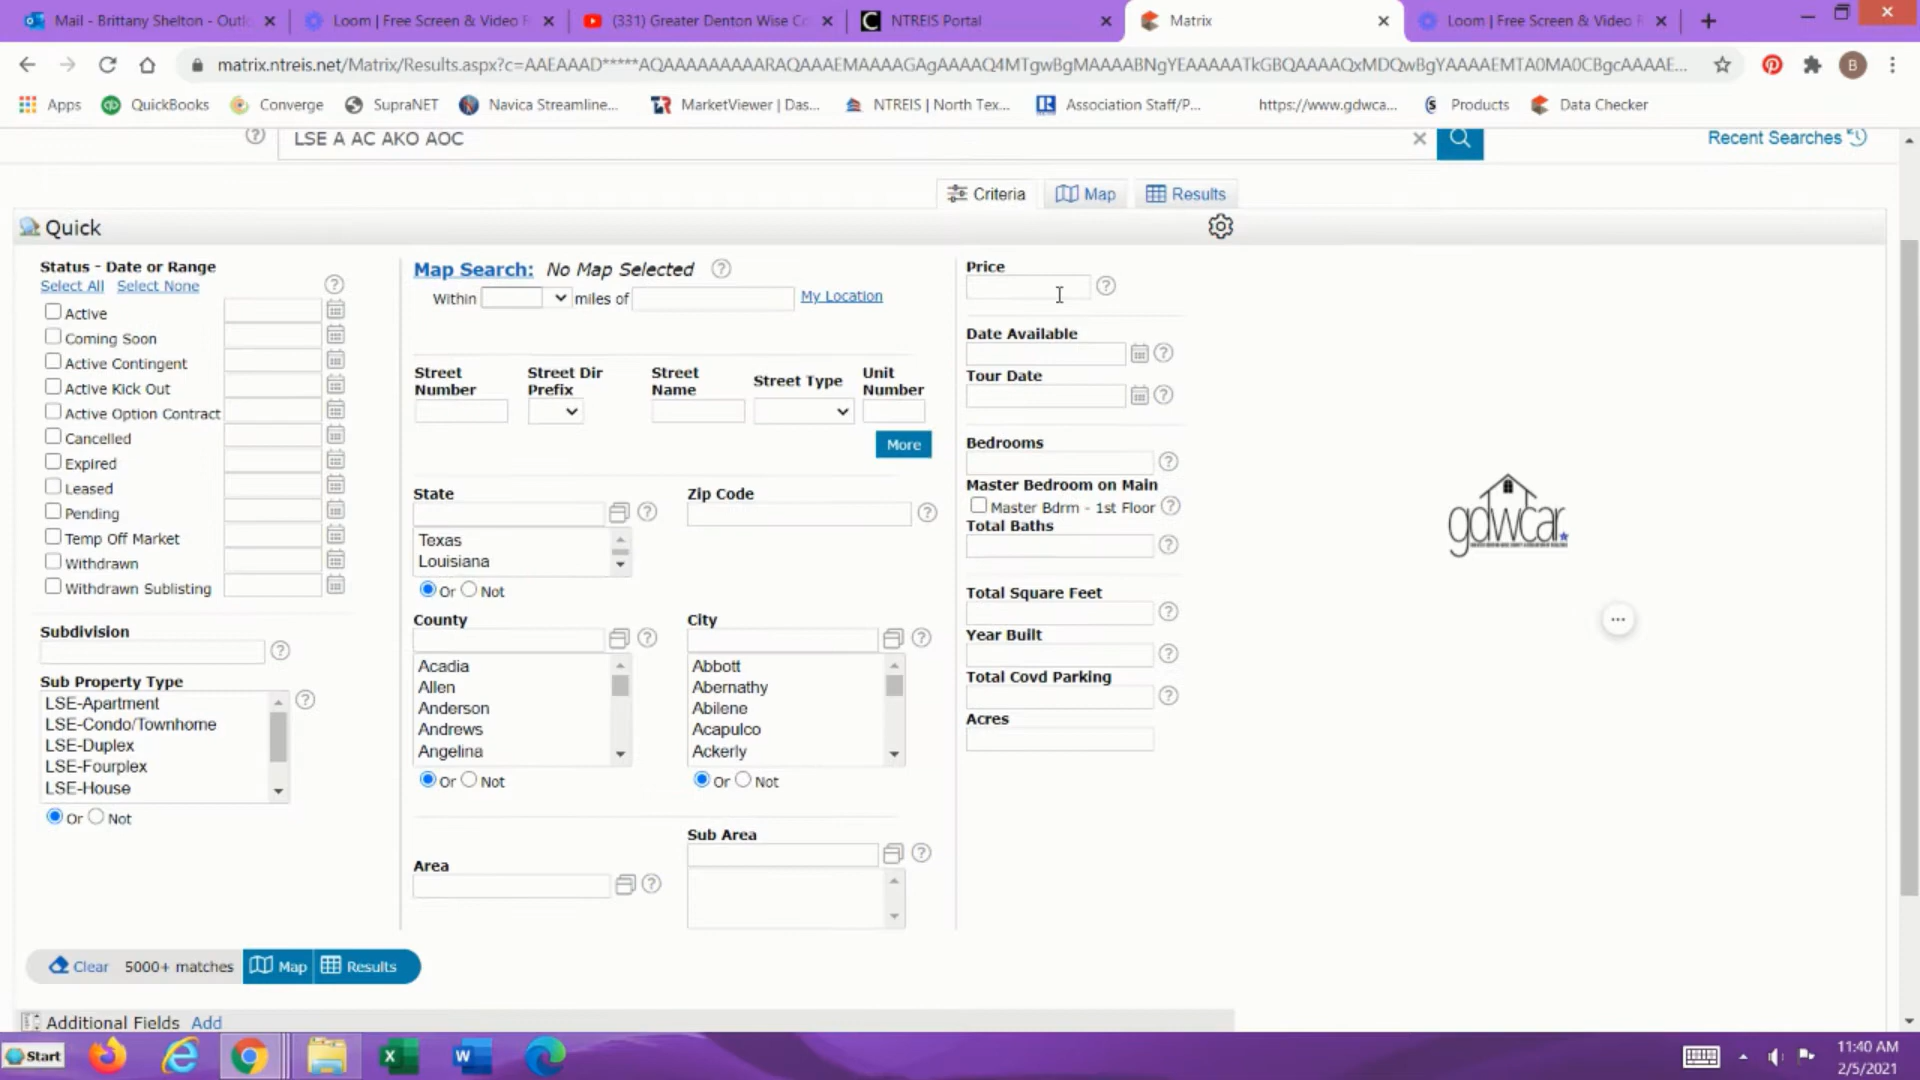 Mail - Brittany Shelton - Outl
Loom | Free Screen & Video R
(331) Greater Denton Wise Co
NTREIS Portal
Matrix
Loom | Free Screen & Video R
matrix.ntreis.net/Matrix/Results.aspx?c=AAEAAAD*****AQAAAAAAAAARAQAAAEMAAAAGAgAAAAQ4MTgwBgMAAAABNgYEAAAAATkGBQAAAAQxMDQwBgYAAAAEMTA0MA0CBgcAAAAE...
B
Apps
QuickBooks
Converge
SupraNET
Navica Streamline...
MarketViewer | Das...
NTREIS | North Tex...
Association Staff/P...
https://www.gdwca...
Products
Data Checker
LSE A AC AKO AOC
Recent Searches
Criteria
Map
Results
Quick
Status - Date or Range
Select All Select None
Active
Coming Soon
Active Contingent
Active Kick Out
Active Option Contract
Cancelled
Expired
Leased
Pending
Temp Off Market
Withdrawn
Withdrawn Sublisting
Subdivision
Sub Property Type
LSE-Apartment
LSE-Condo/Townhome
LSE-Duplex
LSE-Fourplex
LSE-House
Or Not
Map Search: No Map Selected
Within miles of My Location
Street Number
Street Dir Prefix
Street Name
Street Type
Unit Number
More
State
Texas
Louisiana
Or Not
Zip Code
County
Acadia
Allen
Anderson
Andrews
Angelina
Or Not
City
Abbott
Abernathy
Abilene
Acapulco
Ackerly
Or Not
Area
Sub Area
Price
Date Available
Tour Date
Bedrooms
Master Bedroom on Main
Master Bdrm - 1st Floor
Total Baths
Total Square Feet
Year Built
Total Covd Parking
Acres
gdwcar
Clear 5000+ matches Map Results
Additional Fields Add
Start
11:40 AM
2/5/2021